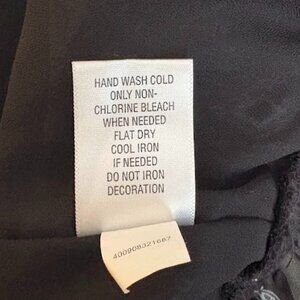 HAND WASH COLD
ONLY NON-
CHLORINE BLEACH
WHEN NEEDED
FLAT DRY
COOL IRON
IF NEEDED
DO NOT IRON
DECORATION
400908321667